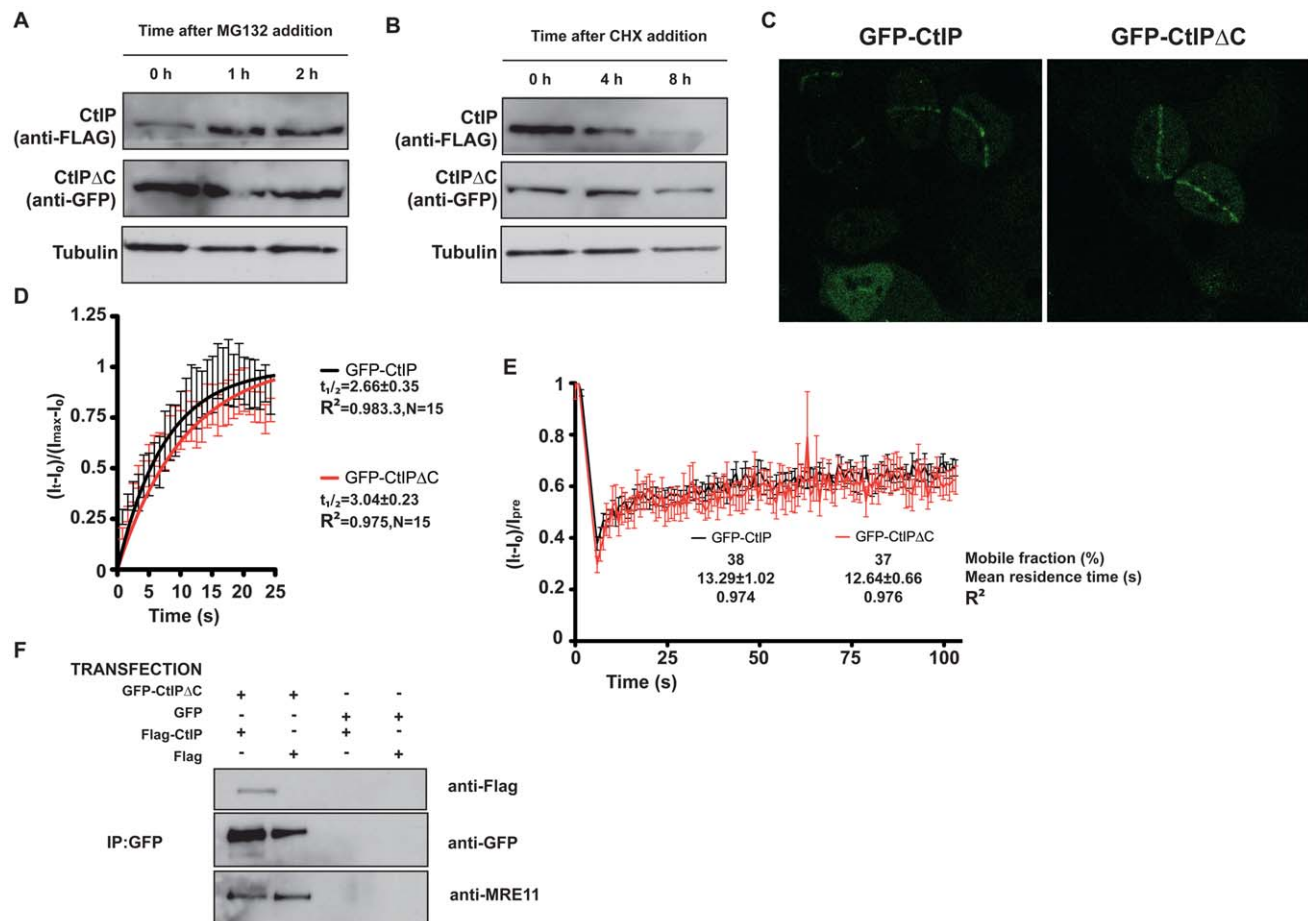 A
Time after MG132 addition
0 h 1 h 2 h
CtIP
(anti-FLAG)
CtIPΔC
(anti-GFP)
Tubulin
B
Time after CHX addition
0 h 4 h 8 h
CtIP
(anti-FLAG)
CtIPΔC
(anti-GFP)
Tubulin
C
GFP-CtIP GFP-CtIPΔC
D
(It-I₀)/(Imax-I₀)
1.25
1
0.75
0.5
0.25
0
0 5 10 15 20 25
Time (s)
GFP-CtIP
t₁/₂=2.66±0.35
R²=0.983.3,N=15
GFP-CtIPΔC
t₁/₂=3.04±0.23
R²=0.975,N=15
E
(It-I₀)/Ipre
1
0.8
0.6
0.4
0.2
0
0 25 50 75 100
Time (s)
GFP-CtIP GFP-CtIPΔC
38 37 Mobile fraction (%)
13.29±1.02 12.64±0.66 Mean residence time (s)
0.974 0.976 R²
F
TRANSFECTION
GFP-CtIPΔC + + - -
GFP - - + +
Flag-CtIP + - + -
Flag - + - +
IP:GFP
anti-Flag
anti-GFP
anti-MRE11